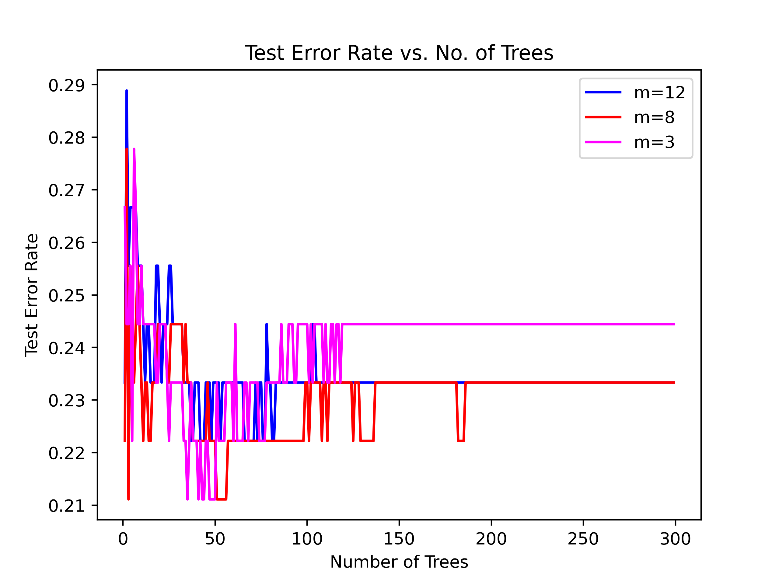 Test Error Rate vs. No. of Trees
0.29
0.28
0.27
0.26
0.25
0.24
0.23
0.22
0.21
Test Error Rate
m=12
m=8
m=3
0 50 100 150 200 250 300
Number of Trees